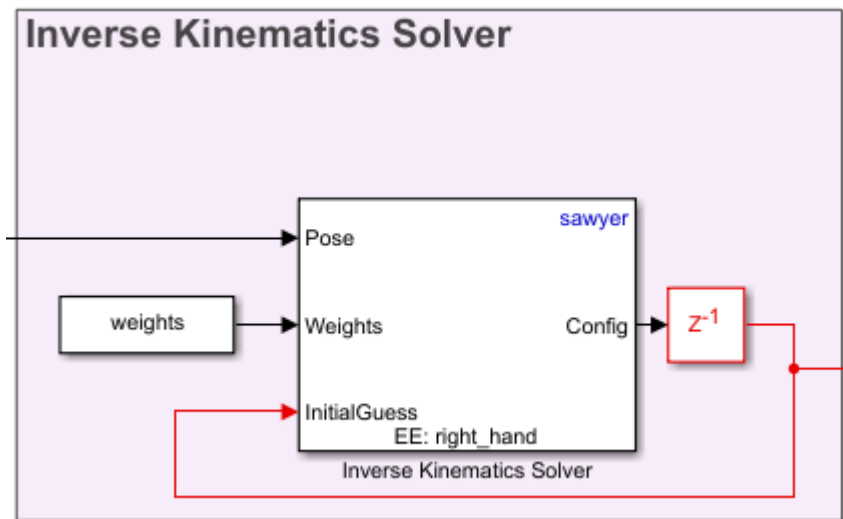 Inverse Kinematics Solver
sawyer
Pose
weights
Weights
Config
Z-1
InitialGuess
EE: right_hand
Inverse Kinematics Solver